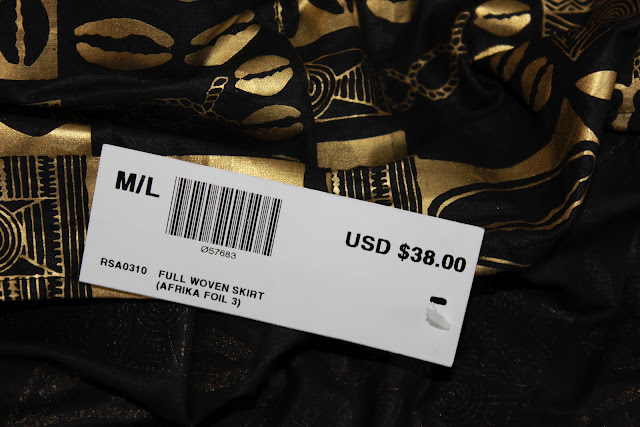 M/L
Ø57683
USD $38.00
RSA0310 FULL WOVEN SKIRT
(AFRIKA FOIL 3)